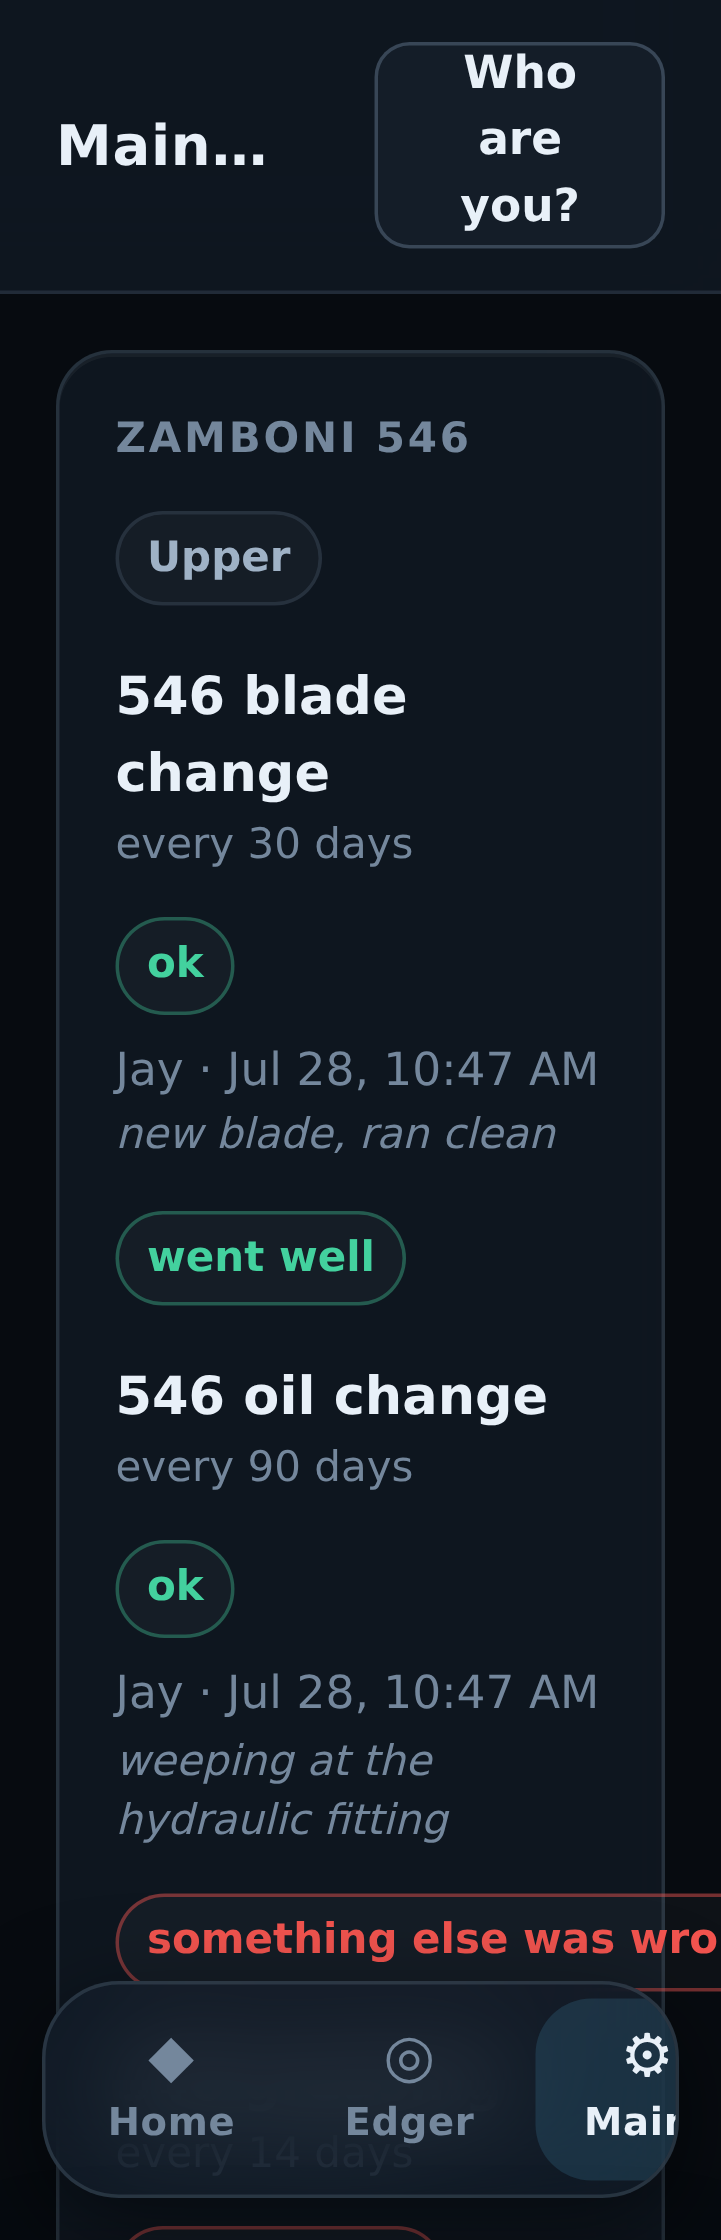 Main…
Who
are
you?
ZAMBONI 546
Upper
546 blade
change
every 30 days
ok
Jay · Jul 28, 10:47 AM
new blade, ran clean
went well
546 oil change
every 90 days
ok
Jay · Jul 28, 10:47 AM
weeping at the
hydraulic fitting
something else was wro
every 14 days
Home
Edger
Main